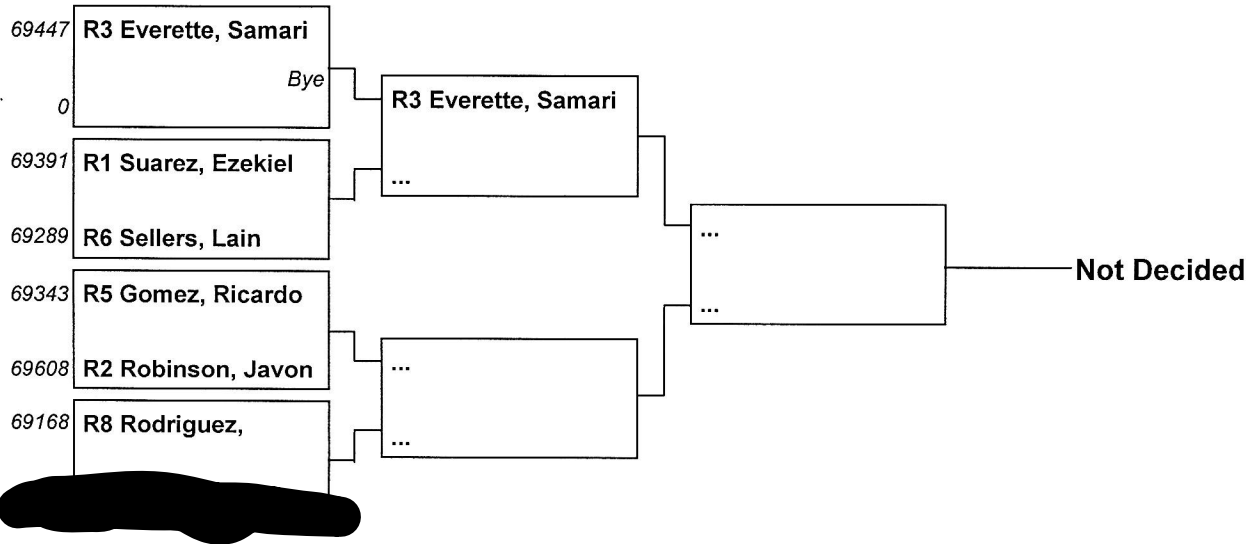 69447 R3 Everette, Samari
Bye
0
R3 Everette, Samari
69391 R1 Suarez, Ezekiel
...
69289 R6 Sellers, Lain
...
69343 R5 Gomez, Ricardo
...
Not Decided
69608 R2 Robinson, Javon
...
69168 R8 Rodriguez,
...